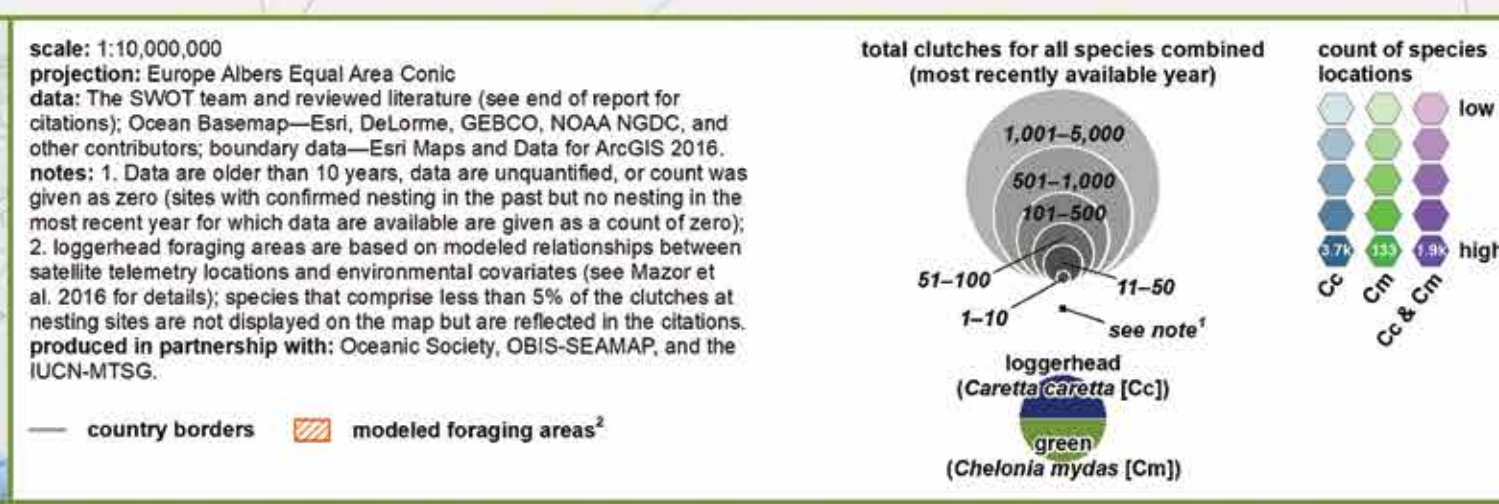 scale: 1:10,000,000
projection: Europe Albers Equal Area Conic
data: The SWOT team and reviewed literature (see end of report for
citations); Ocean Basemap—Esri, DeLorme, GEBCO, NOAA NGDC, and
other contributors; boundary data—Esri Maps and Data for ArcGIS 2016.
notes: 1. Data are older than 10 years, data are unquantified, or count was
given as zero (sites with confirmed nesting in the past but no nesting in the
most recent year for which data are available are given as a count of zero);
2. loggerhead foraging areas are based on modeled relationships between
satellite telemetry locations and environmental covariates (see Mazor et
al. 2016 for details); species that comprise less than 5% of the clutches at
nesting sites are not displayed on the map but are reflected in the citations.
produced in partnership with: Oceanic Society, OBIS-SEAMAP, and the
IUCN-MTSG.
country borders
modeled foraging areas²
total clutches for all species combined
(most recently available year)
1,001–5,000
501–1,000
101–500
51–100
11–50
1–10
see note¹
loggerhead
(Caretta caretta [Cc])
green
(Chelonia mydas [Cm])
count of species
locations
low
3.7k 133 1.9k high
Cc Cm Cc & Cm